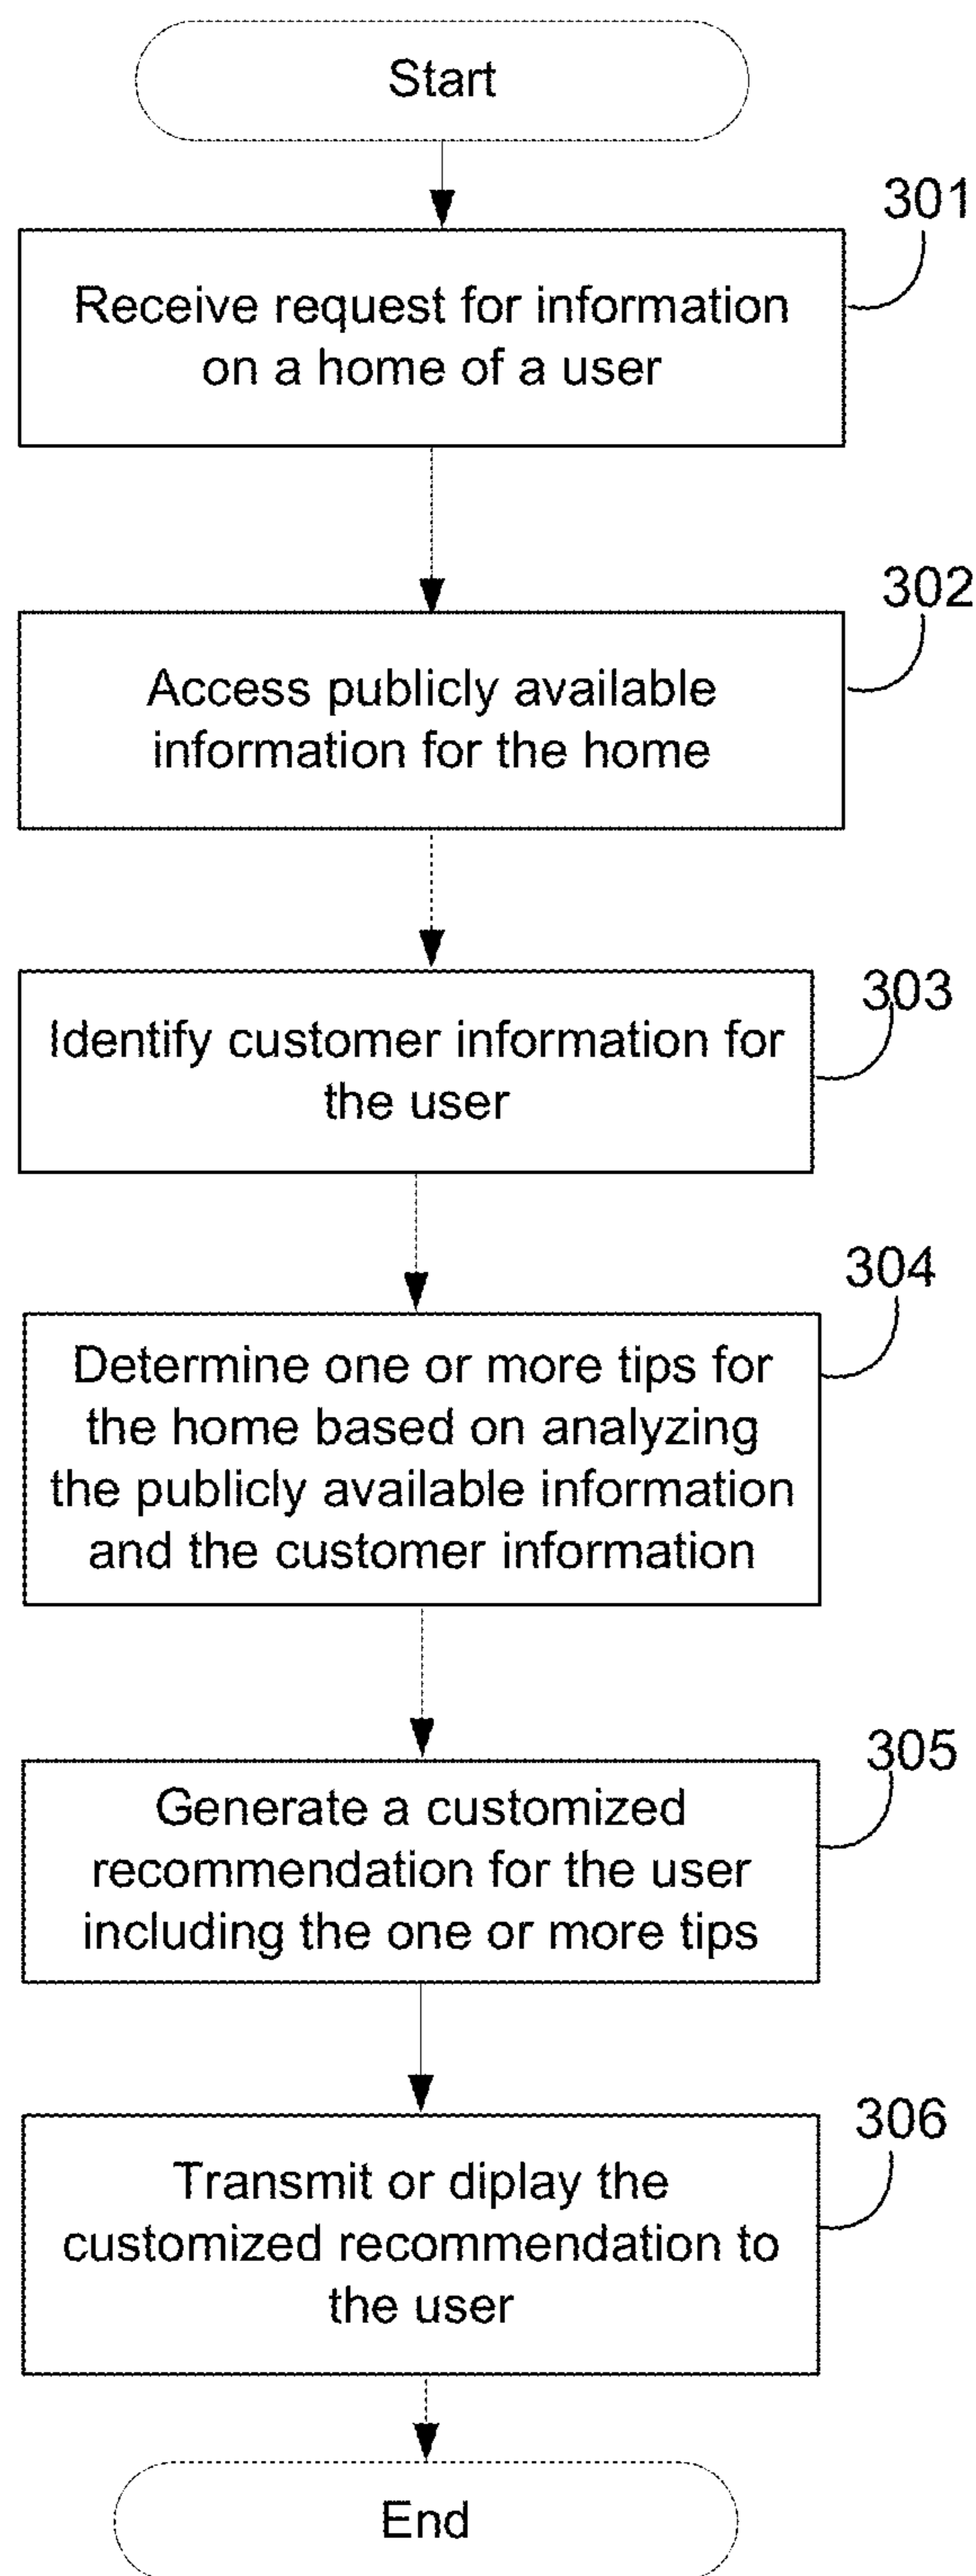 Start
301
Receive request for information
on a home of a user
302
Access publicly available
information for the home
303
Identify customer information for
the user
304
Determine one or more tips for
the home based on analyzing
the publicly available information
and the customer information
305
Generate a customized
recommendation for the user
including the one or more tips
306
Transmit or diplay the
customized recommendation to
the user
End